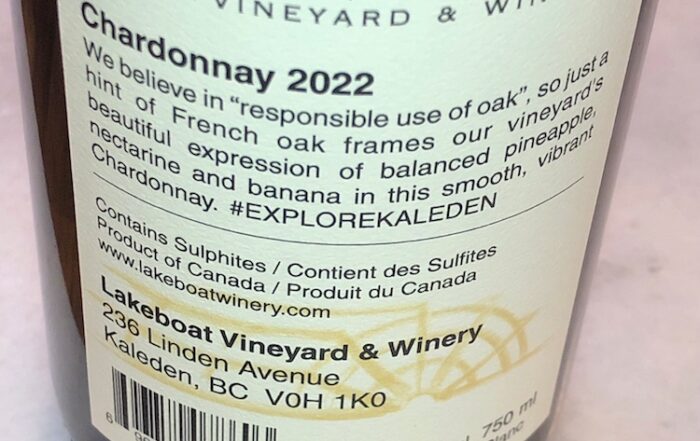 VINEYARD & WIN
Chardonnay 2022
We believe in “responsible use of oak”, so just a
hint of French oak frames our vineyard's
beautiful expression of balanced pineapple,
nectarine and banana in this smooth, vibrant
Chardonnay. #EXPLOREKALEDEN
Contains Sulphites / Contient des Sulfites
Product of Canada / Produit du Canada
www.lakeboatwinery.com
Lakeboat Vineyard & Winery
236 Linden Avenue
Kaleden, BC V0H 1K0
750 ml
Blanc